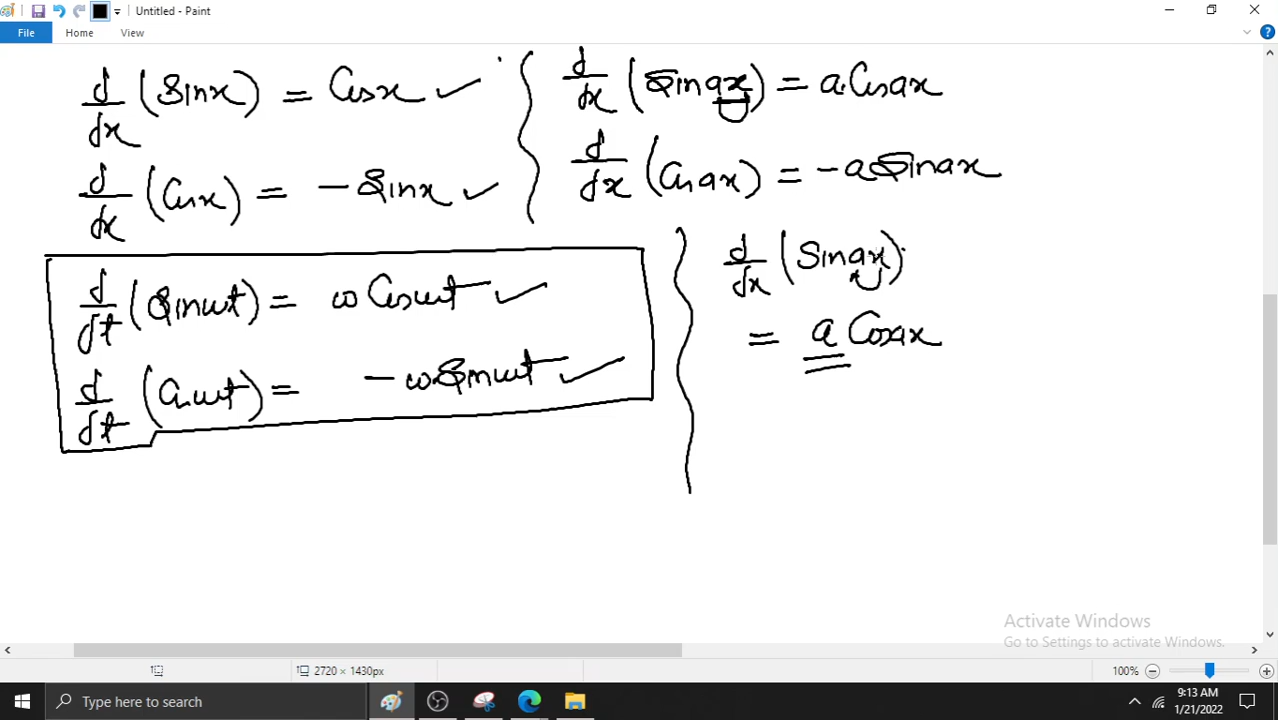 Untitled - Paint
File Home View
d/dx (Sinx) = Cosx
d/dx (Cosx) = - Sinx
d/dx (Sinax) = a.Cosax
d/dx (Cosax) = -aSinax
d/dt (Sinωt) = ω Cosωt
d/dt (Cosωt) = - ωSinωt
d/dx (Sinax)
= a Cosax
Activate Windows
Go to Settings to activate Windows.
2720 × 1430px
100%
Type here to search
9:13 AM
1/21/2022